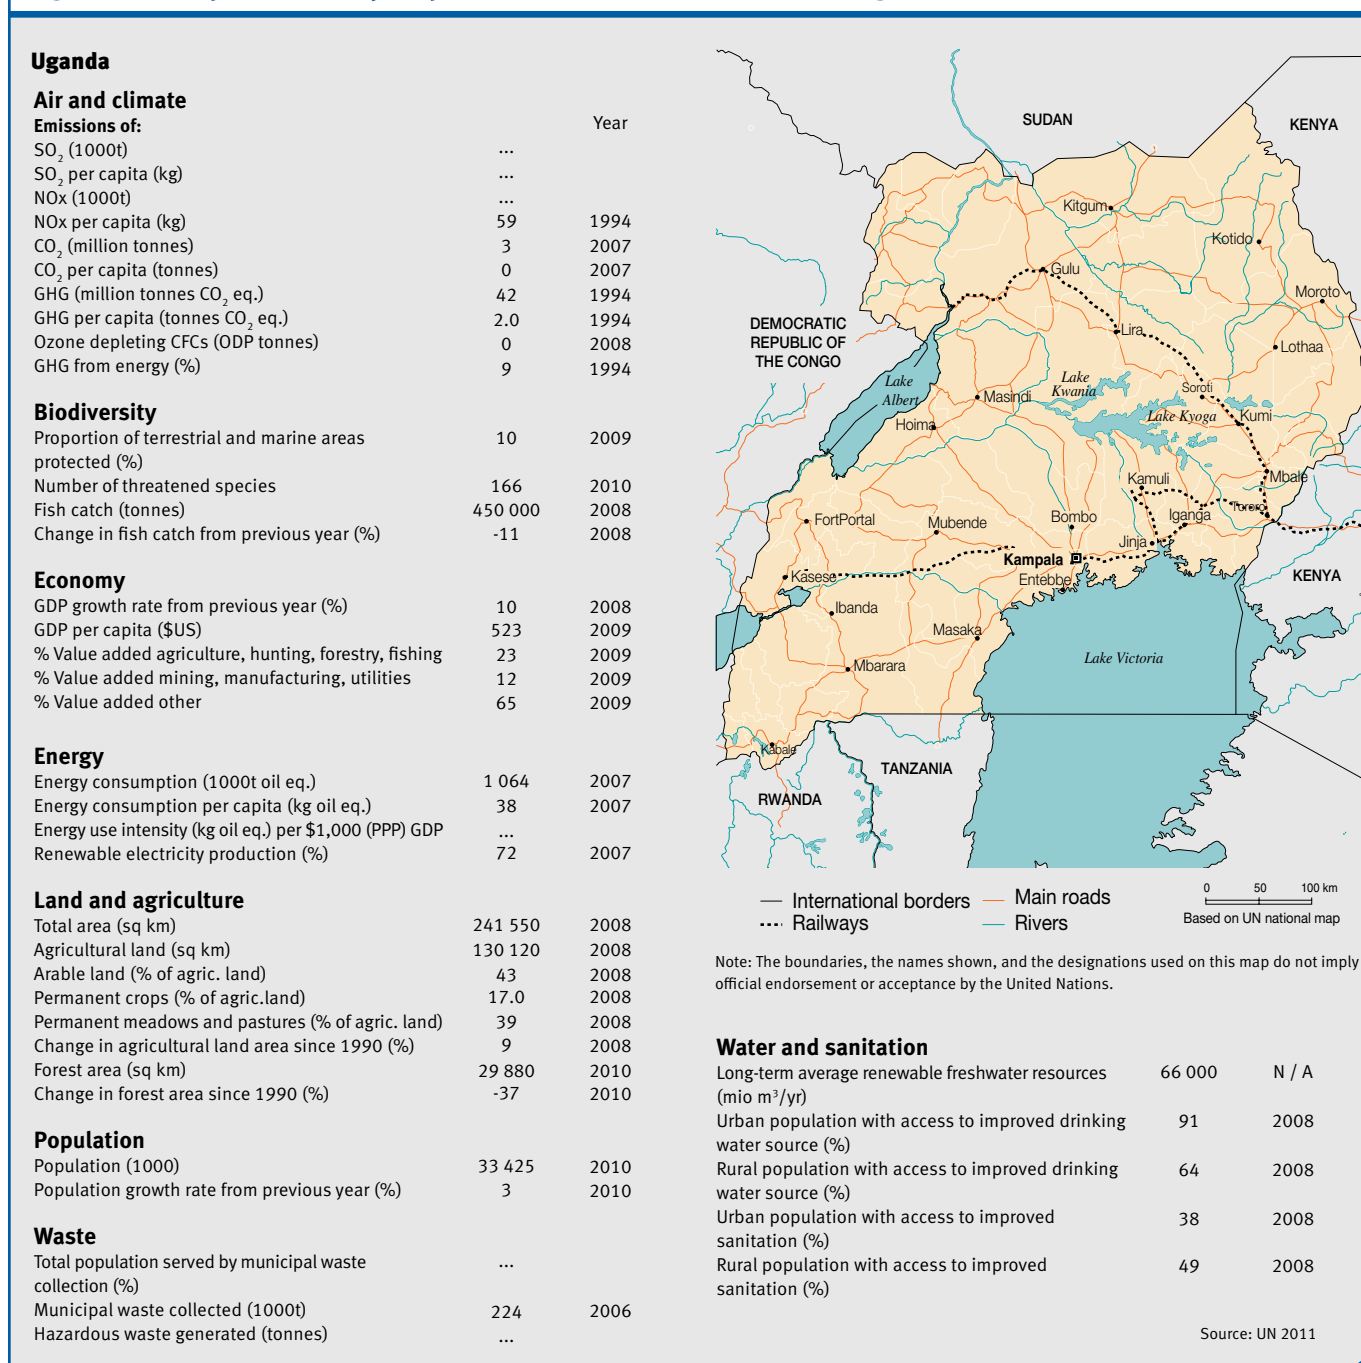 Uganda
Air and climate
Emissions of: Year
SO2 (1000t) ...
SO2 per capita (kg) ...
NOx (1000t) ...
NOx per capita (kg) 59 1994
CO2 (million tonnes) 3 2007
CO2 per capita (tonnes) 0 2007
GHG (million tonnes CO2 eq.) 42 1994
GHG per capita (tonnes CO2 eq.) 2.0 1994
Ozone depleting CFCs (ODP tonnes) 0 2008
GHG from energy (%) 9 1994
Biodiversity
Proportion of terrestrial and marine areas 10 2009
protected (%)
Number of threatened species 166 2010
Fish catch (tonnes) 450 000 2008
Change in fish catch from previous year (%) -11 2008
Economy
GDP growth rate from previous year (%) 10 2008
GDP per capita ($US) 523 2009
% Value added agriculture, hunting, forestry, fishing 23 2009
% Value added mining, manufacturing, utilities 12 2009
% Value added other 65 2009
Energy
Energy consumption (1000t oil eq.) 1 064 2007
Energy consumption per capita (kg oil eq.) 38 2007
Energy use intensity (kg oil eq.) per $1,000 (PPP) GDP ...
Renewable electricity production (%) 72 2007
Land and agriculture
Total area (sq km) 241 550 2008
Agricultural land (sq km) 130 120 2008
Arable land (% of agric. land) 43 2008
Permanent crops (% of agric.land) 17.0 2008
Permanent meadows and pastures (% of agric. land) 39 2008
Change in agricultural land area since 1990 (%) 9 2008
Forest area (sq km) 29 880 2010
Change in forest area since 1990 (%) -37 2010
Population
Population (1000) 33 425 2010
Population growth rate from previous year (%) 3 2010
Waste
Total population served by municipal waste ...
collection (%)
Municipal waste collected (1000t) 224 2006
Hazardous waste generated (tonnes) ...
SUDAN
KENYA
Kitgum
Kotido
Gulu
Moroto
DEMOCRATIC
REPUBLIC OF
THE CONGO
Lira
Lothaa
Lake
Albert
Lake
Kwania
Soroti
Masindi
Lake Kyoga
Kumi
Hoima
Kamuli
Mbale
FortPortal
Mubende
Bombo
Iganga
Tororo
Jinja
Kampala
Kasese
Entebbe
KENYA
Ibanda
Masaka
Lake Victoria
Mbarara
Kabale
TANZANIA
RWANDA
International borders
Main roads
Railways
Rivers
0 50 100 km
Based on UN national map
Note: The boundaries, the names shown, and the designations used on this map do not imply
official endorsement or acceptance by the United Nations.
Water and sanitation
Long-term average renewable freshwater resources 66 000 N / A
(mio m3/yr)
Urban population with access to improved drinking 91 2008
water source (%)
Rural population with access to improved drinking 64 2008
water source (%)
Urban population with access to improved 38 2008
sanitation (%)
Rural population with access to improved 49 2008
sanitation (%)
Source: UN 2011